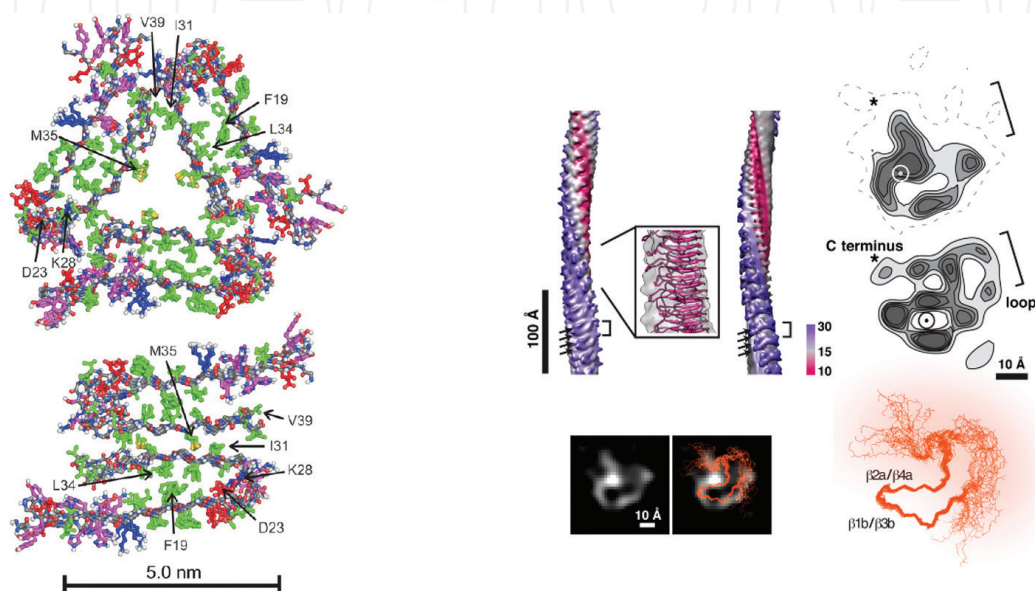 V39
I31
F19
L34
M35
D23
K28
M35
V39
I31
K28
L34
D23
F19
5.0 nm
100 Å
30
15
10
*
C terminus
*
loop
10 Å
10 Å
β2a/β4a
β1b/β3b